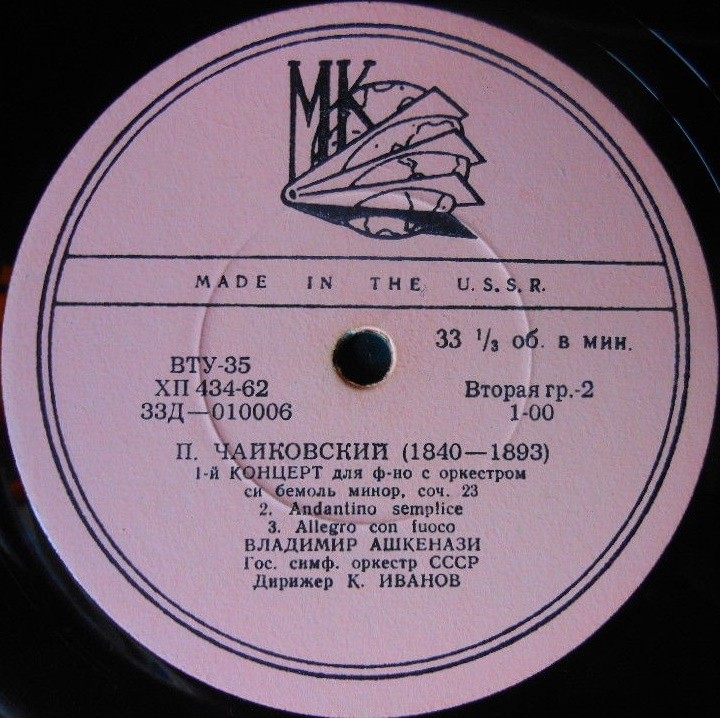 МК
MADE IN THE U.S.S.R.
33 1/3 об. в мин.
ВТУ-35
ХП 434-62
33Д—010006
Вторая гр.-2
1-00
П. ЧАЙКОВСКИЙ (1840—1893)
1-й КОНЦЕРТ для ф-но с оркестром
си бемоль минор, соч. 23
2. Andantino semplice
3. Allegro con fuoco
ВЛАДИМИР АШКЕНАЗИ
Гос. симф. оркестр СССР
Дирижер К. ИВАНОВ